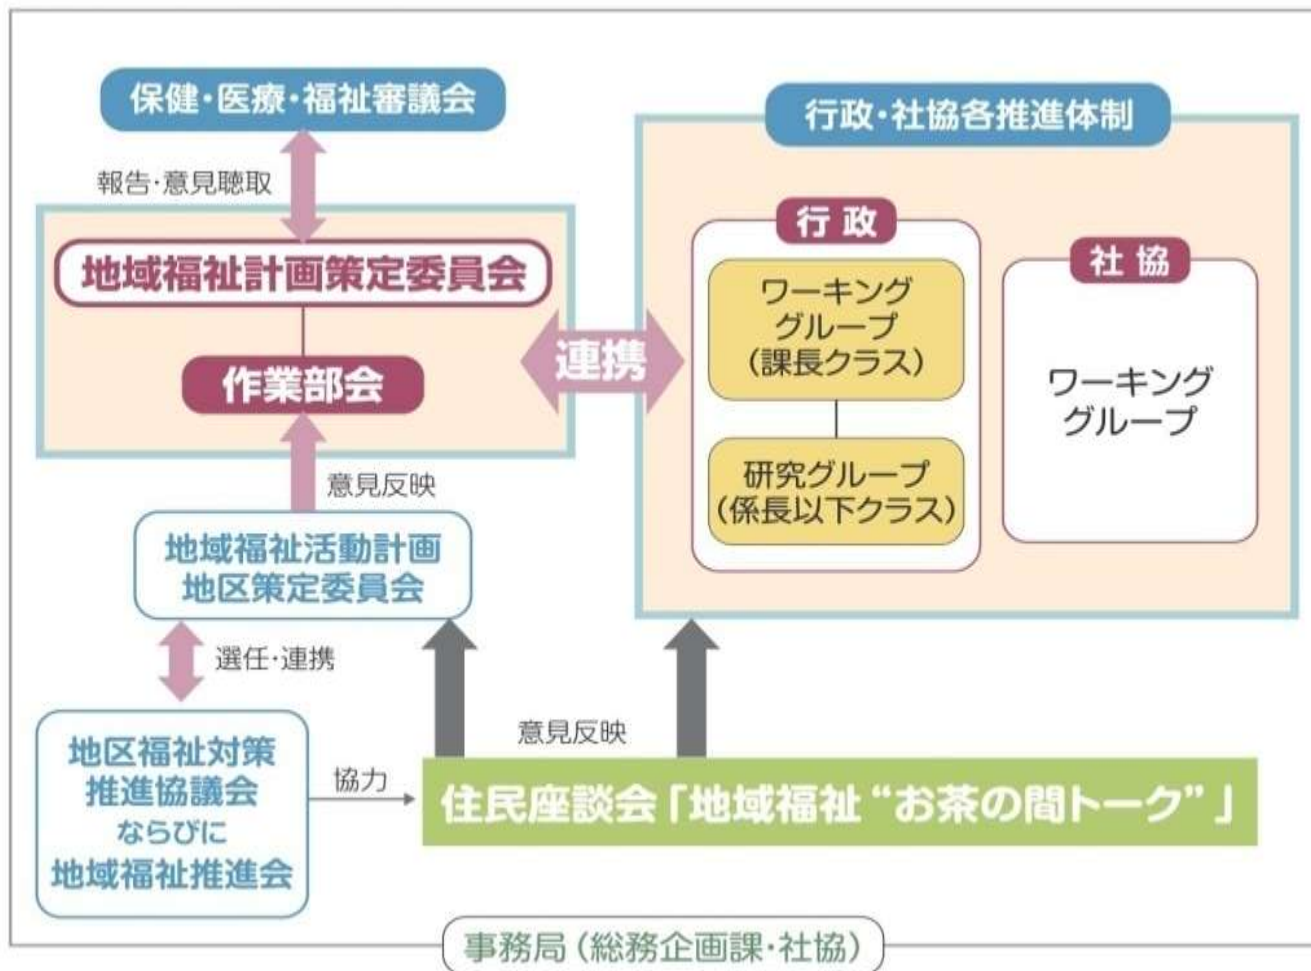 保健・医療・福祉審議会
報告・意見聴取
地域福祉計画策定委員会
作業部会
意見反映
地域福祉活動計画
地区策定委員会
選任・連携
地区福祉対策
推進協議会
ならびに
地域福祉推進会
協力
連携
行政・社協各推進体制
行政
ワーキング
グループ
（課長クラス）
研究グループ
（係長以下クラス）
社協
ワーキング
グループ
意見反映
住民座談会「地域福祉“お茶の間トーク”」
事務局（総務企画課・社協）